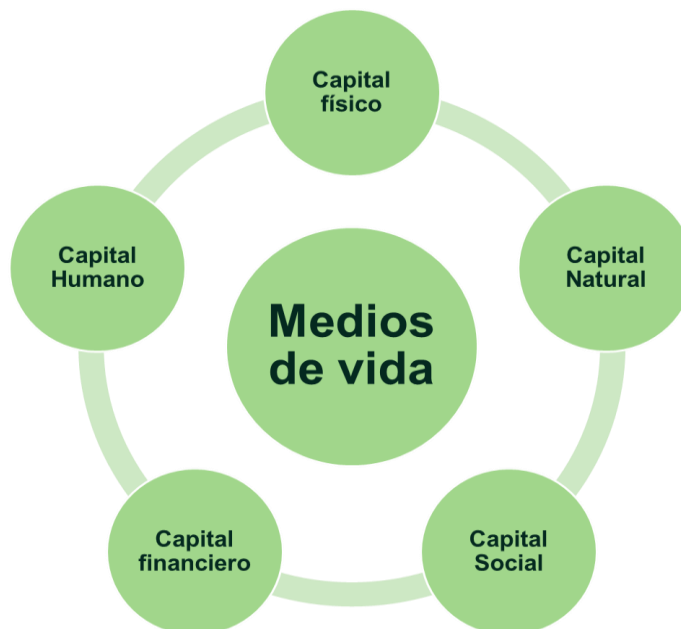 Capital
físico
Capital
Humano
Capital
Natural
Medios
de vida
Capital
financiero
Capital
Social